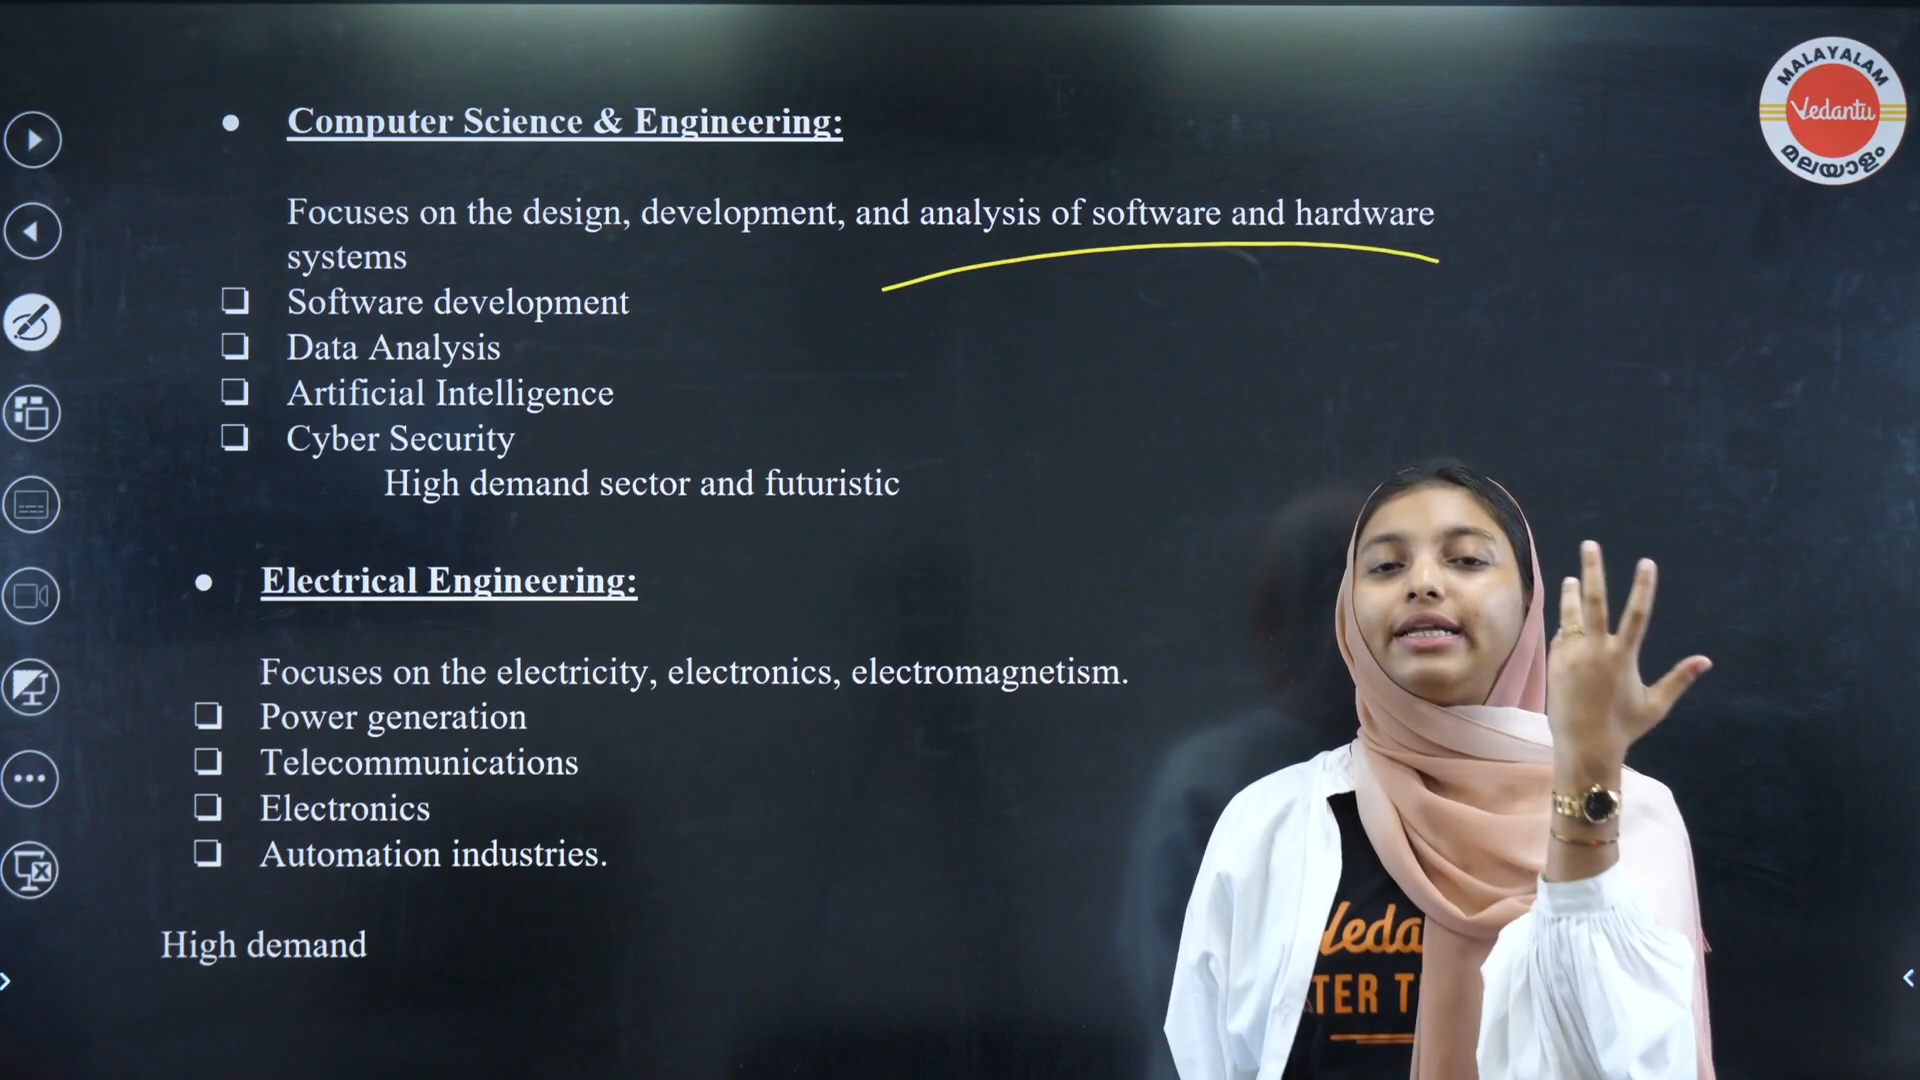 MALAYALAM
Vedantu
മലയാളം
Computer Science & Engineering:
Focuses on the design, development, and analysis of software and hardware
systems
Software development
Data Analysis
Artificial Intelligence
Cyber Security
High demand sector and futuristic
Electrical Engineering:
Focuses on the electricity, electronics, electromagnetism.
Power generation
Telecommunications
Electronics
Automation industries.
High demand
Veda
TER T